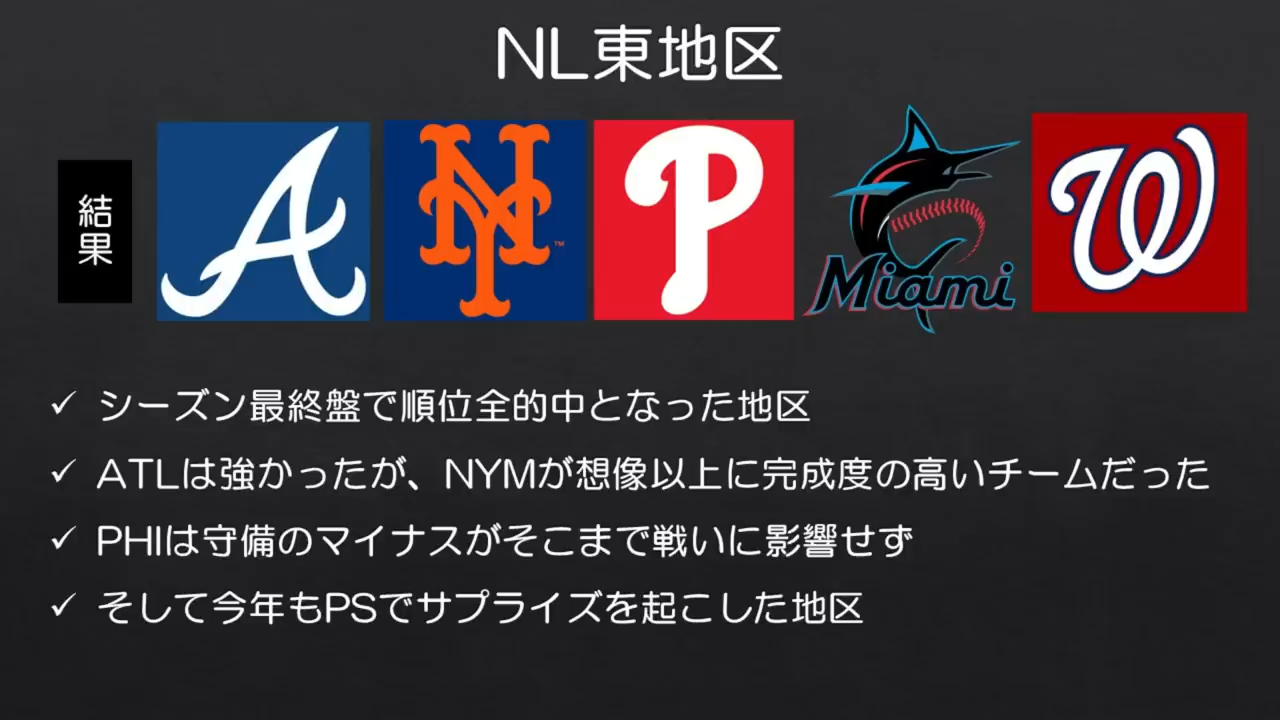 NL東地区
結果
A
NY™
P
Miami
W
✓ シーズン最終盤で順位全的中となった地区
✓ ATLは強かったが、NYMが想像以上に完成度の高いチームだった
✓ PHIは守備のマイナスがそこまで戦いに影響せず
✓ そして今年もPSでサプライズを起こした地区